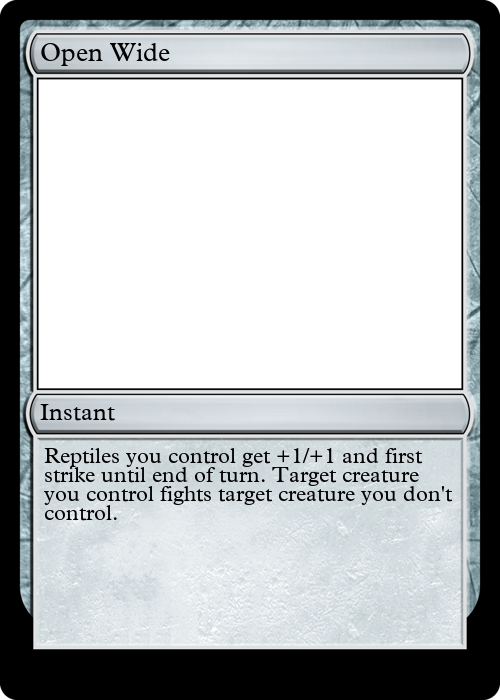 Open Wide
Instant
Reptiles you control get +1/+1 and first
strike until end of turn. Target creature
you control fights target creature you don't
control.